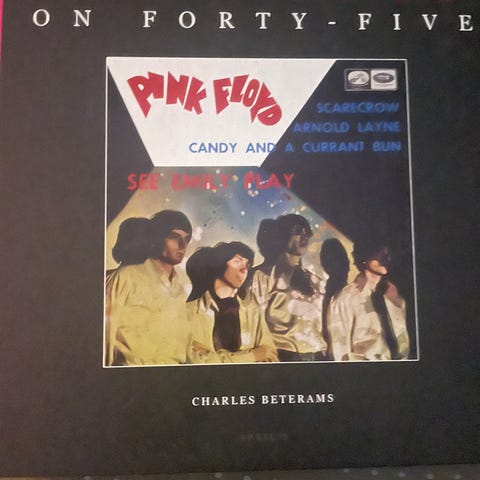 ON FORTY-FIVE
PINK FLOYD
SCARECROW
ARNOLD LAYNE
CANDY AND A CURRANT BUN
SEE EMILY PLAY
CHARLES BETERAMS